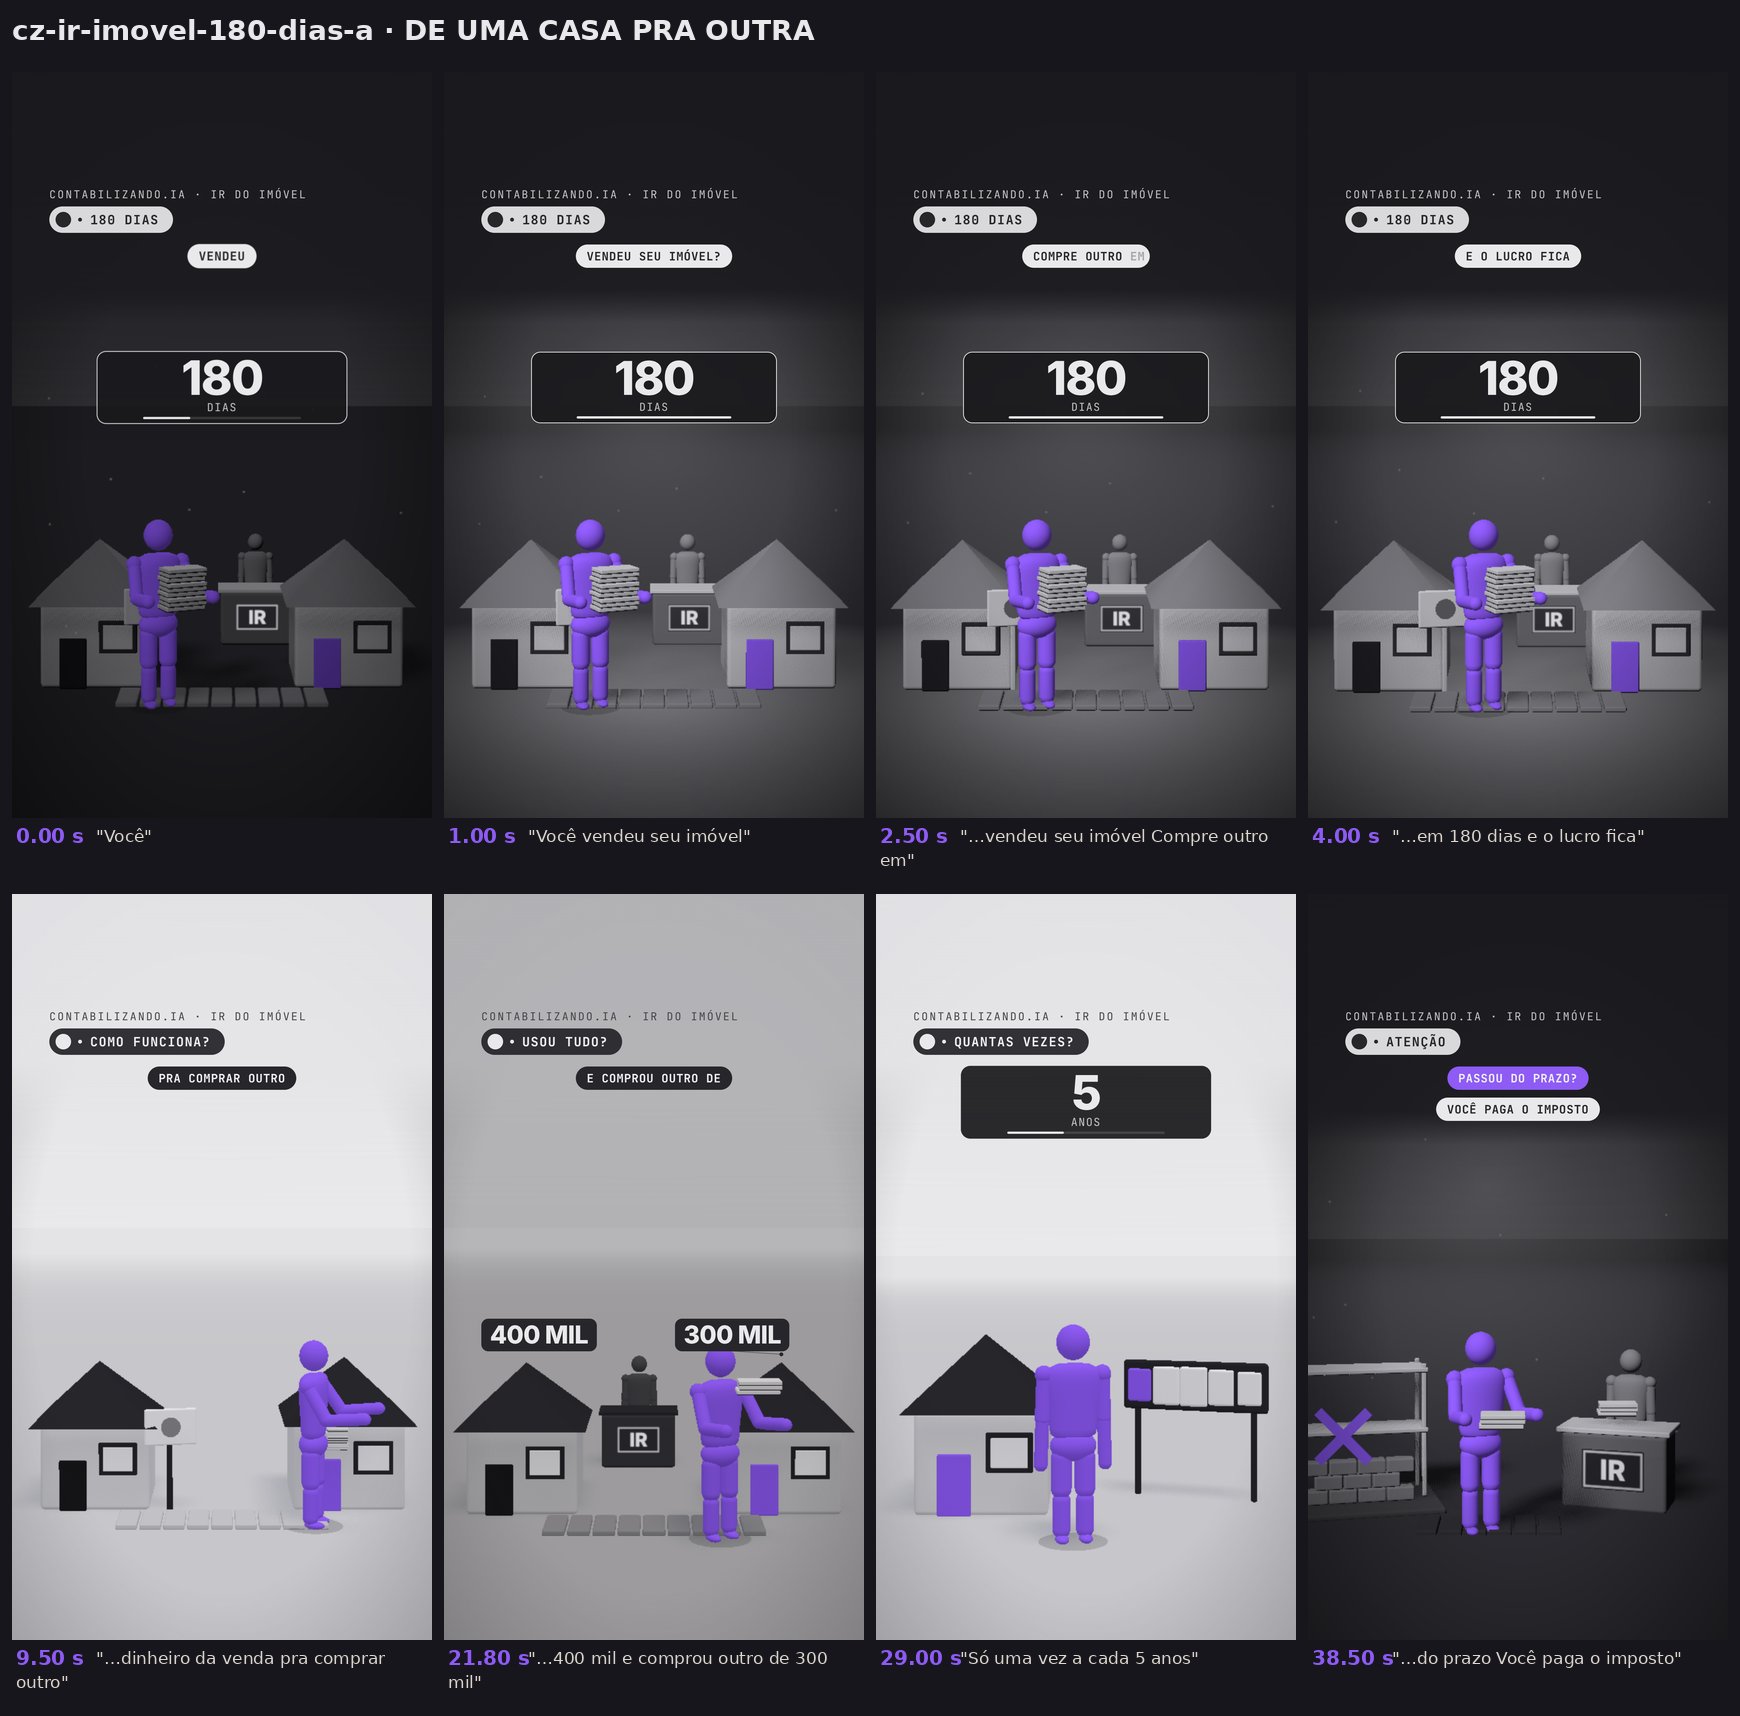 cz-ir-imovel-180-dias-a · DE UMA CASA PRA OUTRA
CONTABILIZANDO.IA · IR DO IMÓVEL
• 180 DIAS
VENDEU
180
DIAS
IR
0.00 s "Você"
CONTABILIZANDO.IA · IR DO IMÓVEL
• 180 DIAS
VENDEU SEU IMÓVEL?
180
DIAS
IR
1.00 s "Você vendeu seu imóvel"
CONTABILIZANDO.IA · IR DO IMÓVEL
• 180 DIAS
COMPRE OUTRO EM
180
DIAS
IR
2.50 s "...vendeu seu imóvel Compre outro
em"
CONTABILIZANDO.IA · IR DO IMÓVEL
• 180 DIAS
E O LUCRO FICA
180
DIAS
IR
4.00 s "...em 180 dias e o lucro fica"
CONTABILIZANDO.IA · IR DO IMÓVEL
• COMO FUNCIONA?
PRA COMPRAR OUTRO
9.50 s "...dinheiro da venda pra comprar
outro"
CONTABILIZANDO.IA · IR DO IMÓVEL
• USOU TUDO?
E COMPROU OUTRO DE
400 MIL
300 MIL
IR
21.80 s "...400 mil e comprou outro de 300
mil"
CONTABILIZANDO.IA · IR DO IMÓVEL
• QUANTAS VEZES?
5
ANOS
29.00 s "Só uma vez a cada 5 anos"
CONTABILIZANDO.IA · IR DO IMÓVEL
• ATENÇÃO
PASSOU DO PRAZO?
VOCÊ PAGA O IMPOSTO
IR
38.50 s "...do prazo Você paga o imposto"